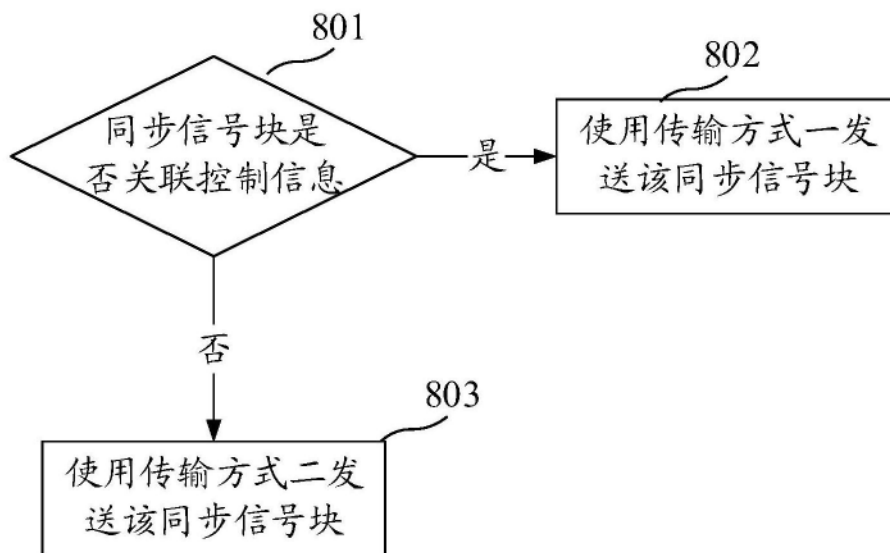 801
同步信号块是
否关联控制信息
是
802
使用传输方式一发
送该同步信号块
否
803
使用传输方式二发
送该同步信号块